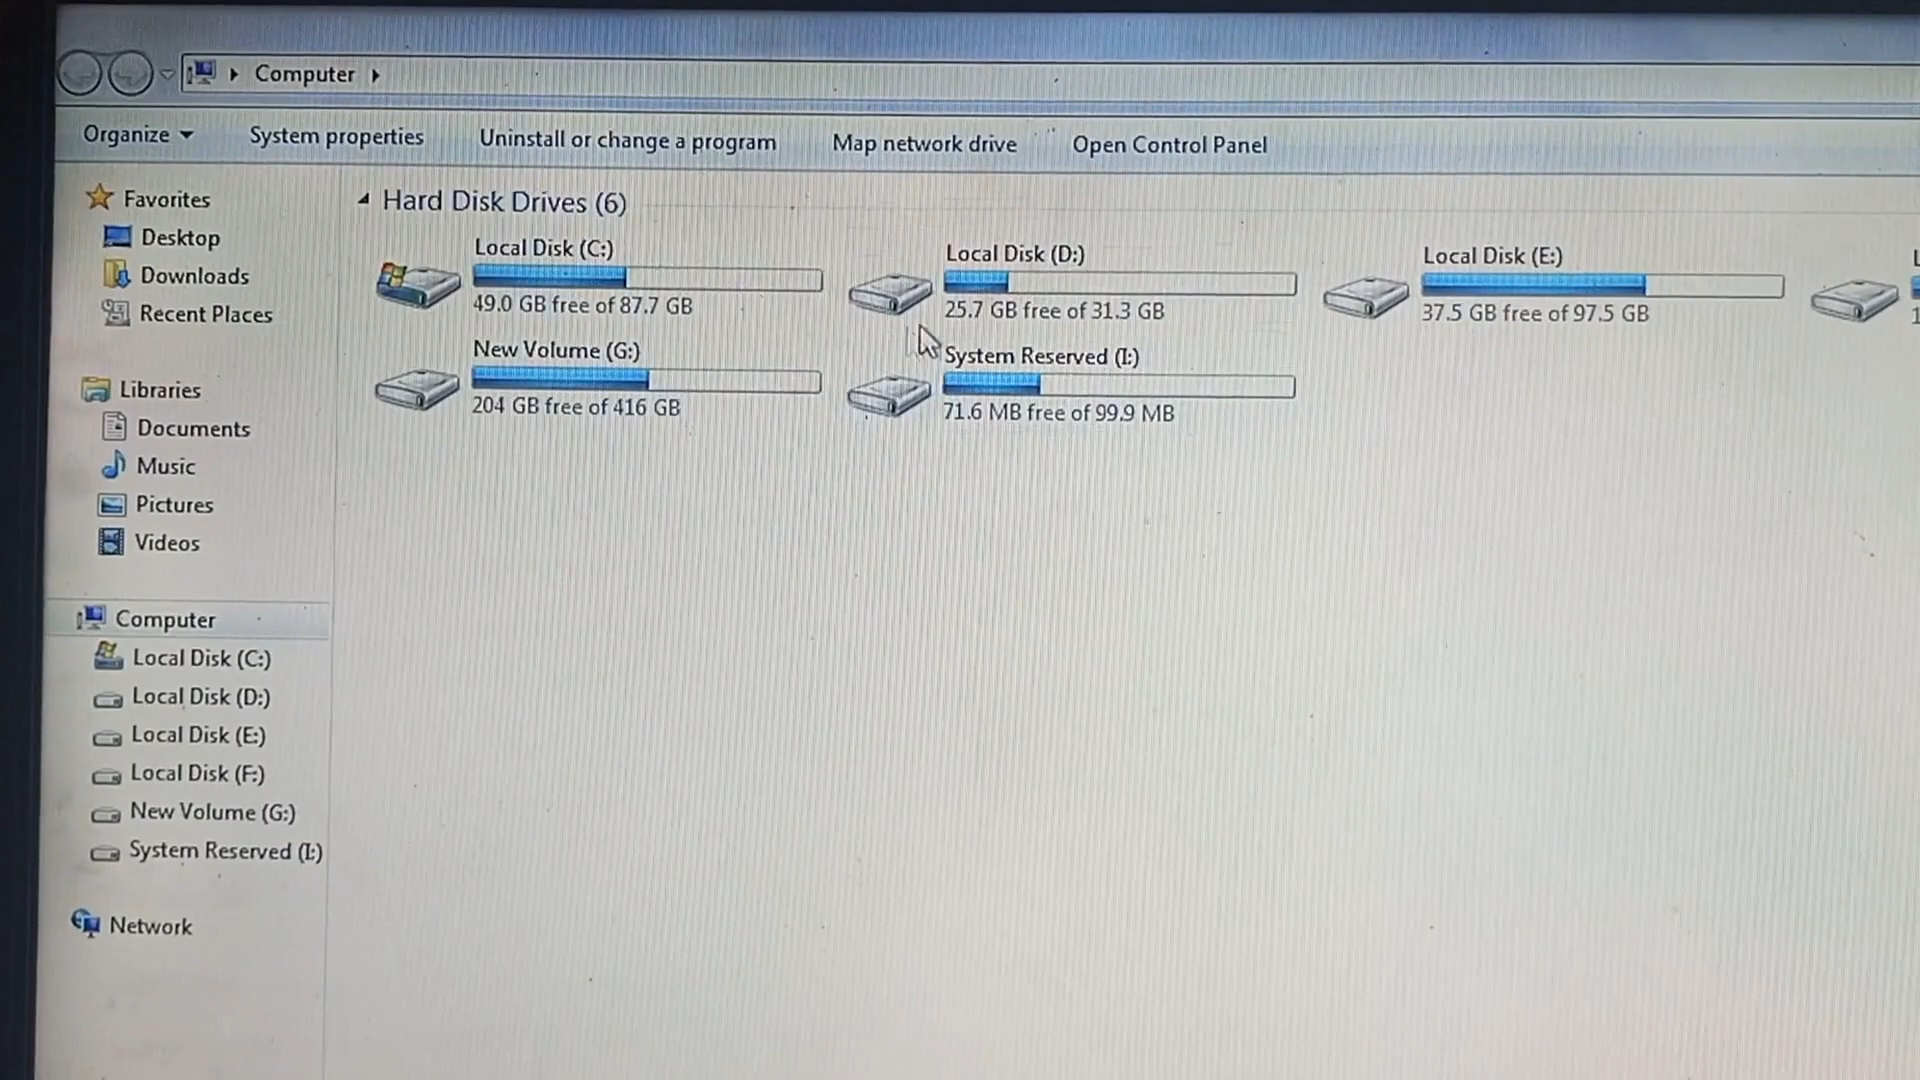 Computer
Organize
System properties
Uninstall or change a program
Map network drive
Open Control Panel
Favorites
Desktop
Downloads
Recent Places
Libraries
Documents
Music
Pictures
Videos
Computer
Local Disk (C:)
Local Disk (D:)
Local Disk (E:)
Local Disk (F:)
New Volume (G:)
System Reserved (I:)
Network
Hard Disk Drives (6)
Local Disk (C:)
49.0 GB free of 87.7 GB
Local Disk (D:)
25.7 GB free of 31.3 GB
Local Disk (E:)
37.5 GB free of 97.5 GB
New Volume (G:)
204 GB free of 416 GB
System Reserved (I:)
71.6 MB free of 99.9 MB